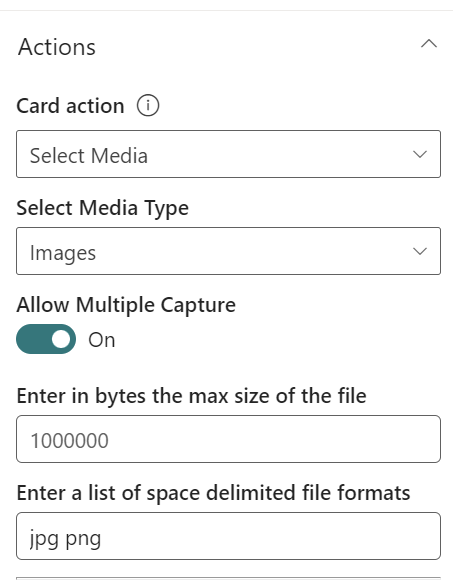 Actions
Card action
Select Media
Select Media Type
Images
Allow Multiple Capture
On
Enter in bytes the max size of the file
1000000
Enter a list of space delimited file formats
jpg png